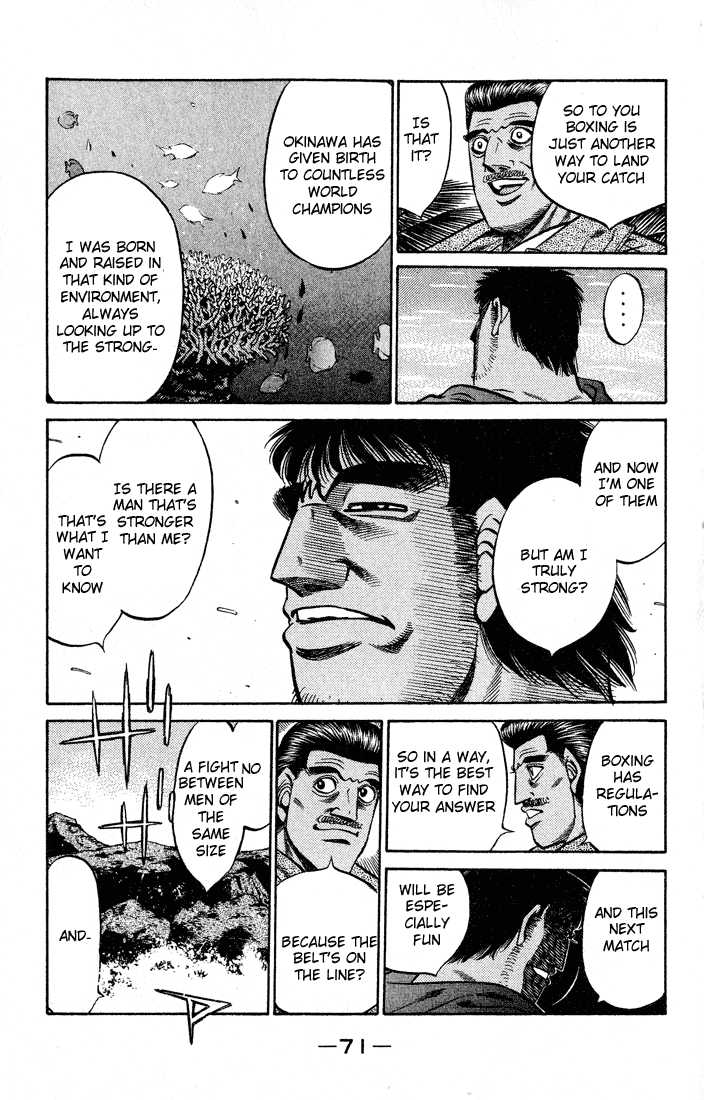 SO TO YOU
BOXING IS
JUST ANOTHER
WAY TO LAND
YOUR CATCH
IS
THAT
IT?
....
OKINAWA HAS
GIVEN BIRTH
TO COUNTLESS
WORLD
CHAMPIONS
I WAS BORN
AND RAISED IN
THAT KIND OF
ENVIRONMENT,
ALWAYS
LOOKING UP TO
THE STRONG-
AND NOW
I'M ONE
OF THEM
BUT AM I
TRULY
STRONG?
IS THERE A
MAN THAT'S
STRONGER
THAN ME?
THAT'S
WHAT I
WANT
TO
KNOW
BOXING
HAS
REGULA-
TIONS
SO IN A WAY,
IT'S THE BEST
WAY TO FIND
YOUR ANSWER
AND THIS
NEXT
MATCH
WILL BE
ESPE-
CIALLY
FUN
BECAUSE THE
BELT'S ON
THE LINE?
NO
A FIGHT
BETWEEN
MEN OF
THE
SAME
SIZE
AND-
—71—